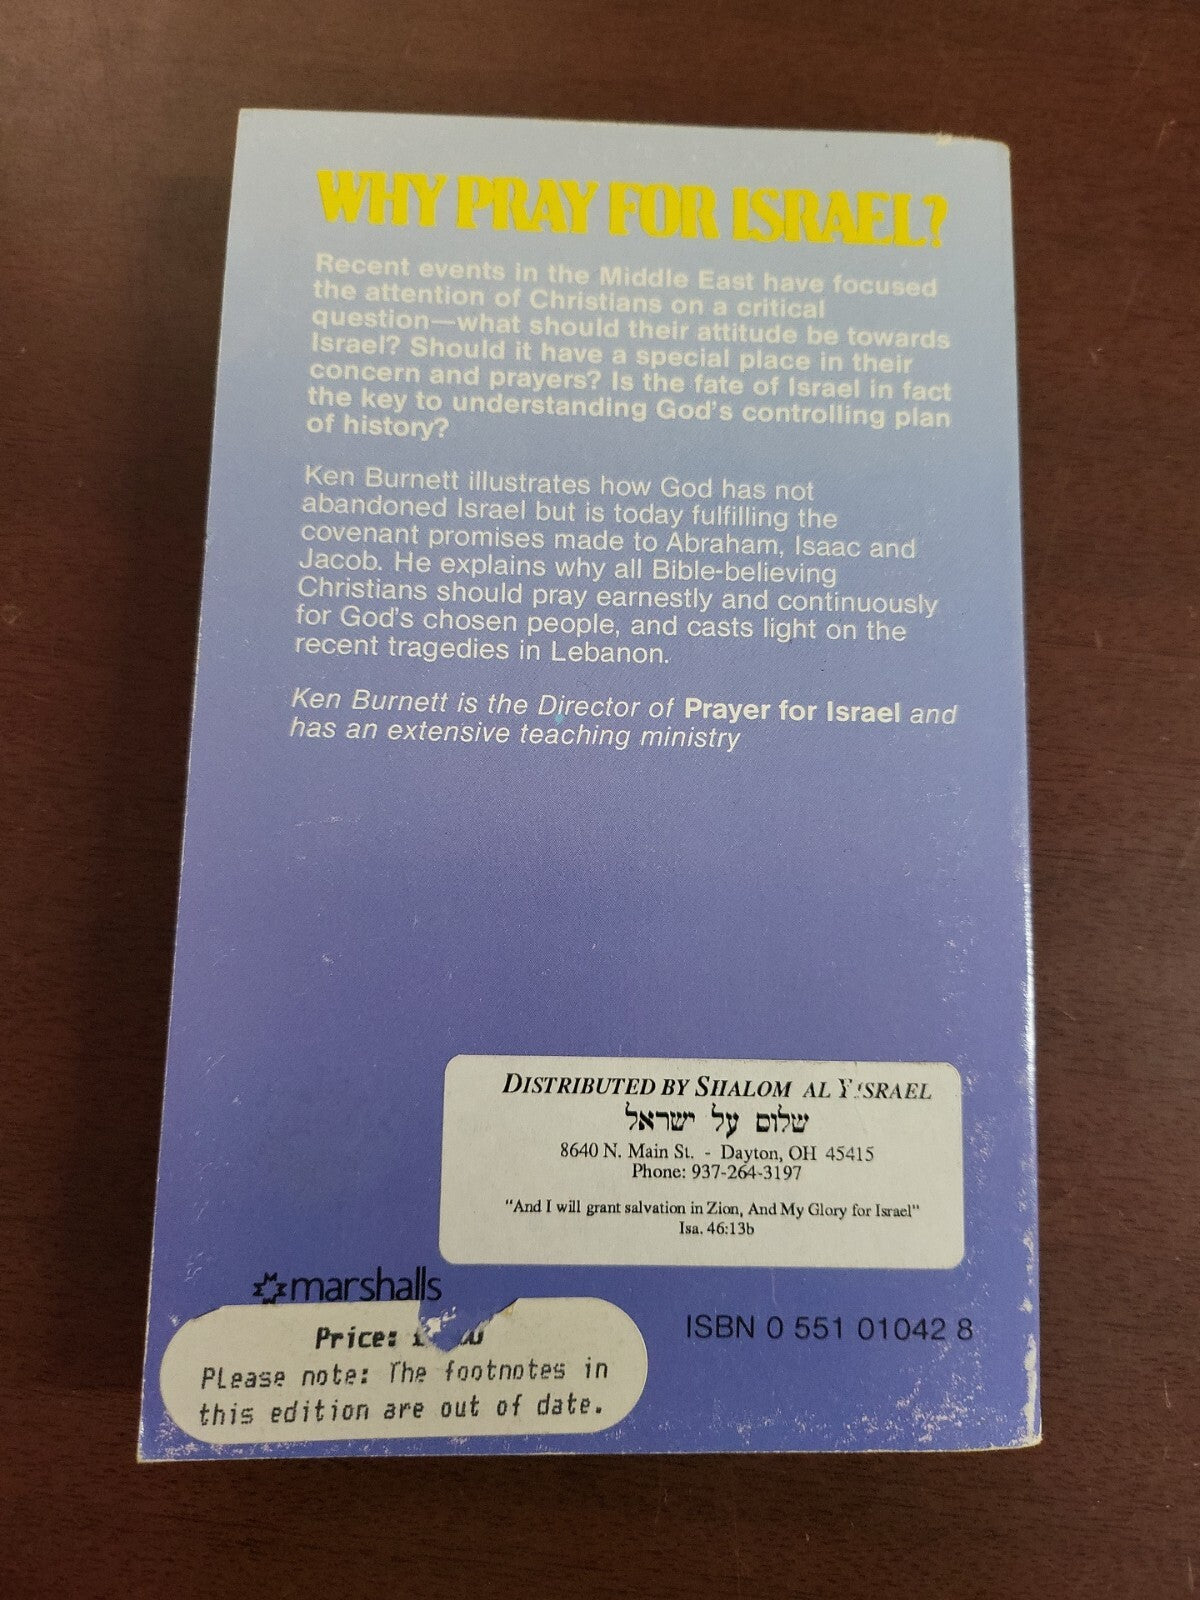 WHY PRAY FOR ISRAEL?
Recent events in the Middle East have focused
the attention of Christians on a critical
question—what should their attitude be towards
Israel? Should it have a special place in their
concern and prayers? Is the fate of Israel in fact
the key to understanding God's controlling plan
of history?
Ken Burnett illustrates how God has not
abandoned Israel but is today fulfilling the
covenant promises made to Abraham, Isaac and
Jacob. He explains why all Bible-believing
Christians should pray earnestly and continuously
for God's chosen people, and casts light on the
recent tragedies in Lebanon.
Ken Burnett is the Director of Prayer for Israel and
has an extensive teaching ministry
DISTRIBUTED BY SHALOM AL YISRAEL
שלום על ישראל
8640 N. Main St. - Dayton, OH 45415
Phone: 937-264-3197
"And I will grant salvation in Zion, And My Glory for Israel"
Isa. 46:13b
marshalls
ISBN 0 551 01042 8
Price:
PLease note: The footnotes in
this edition are out of date.